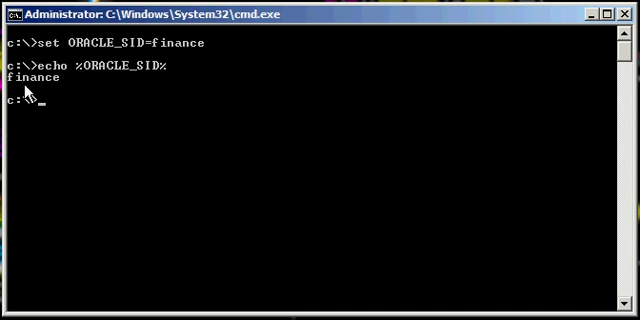 Administrator: C:\Windows\System32\cmd.exe
c:\>set ORACLE_SID=finance
c:\>echo %ORACLE_SID%
finance
c:\>_